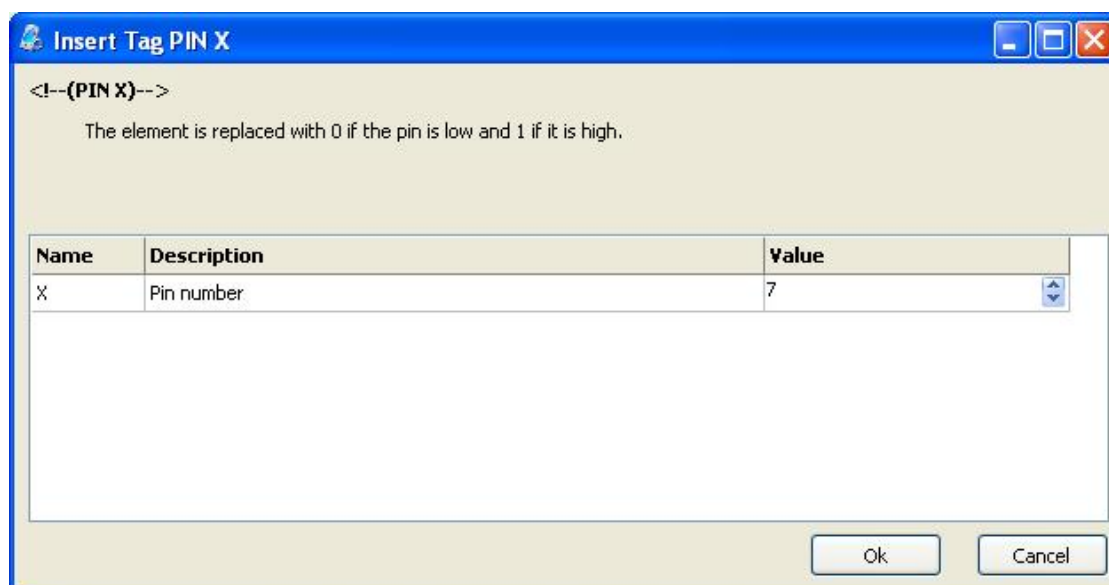 Insert Tag PIN X
<!--(PIN X)-->
The element is replaced with 0 if the pin is low and 1 if it is high.
Name Description Value
X Pin number 7
Ok Cancel